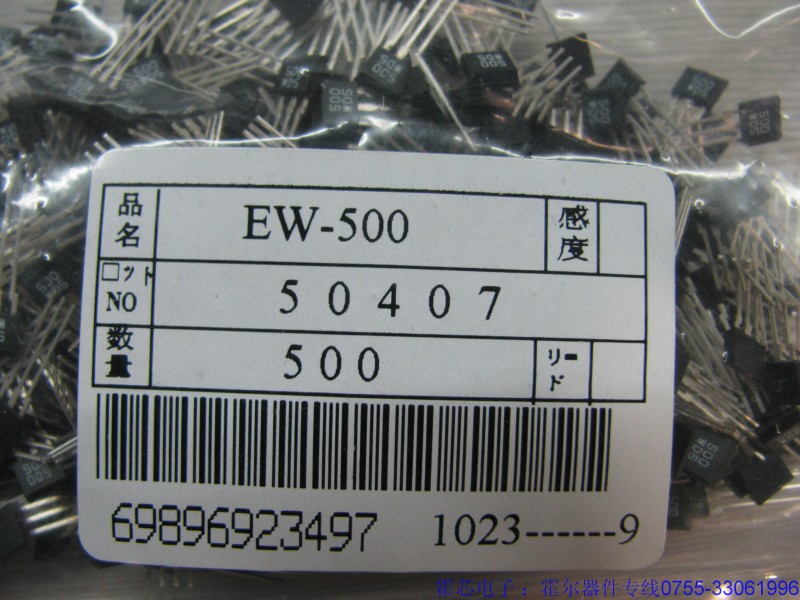 品名 EW-500 感度
ロット NO 50407
数量 500 リード
69896923497 1023------9
霍芯电子：霍尔器件专线0755-33061996